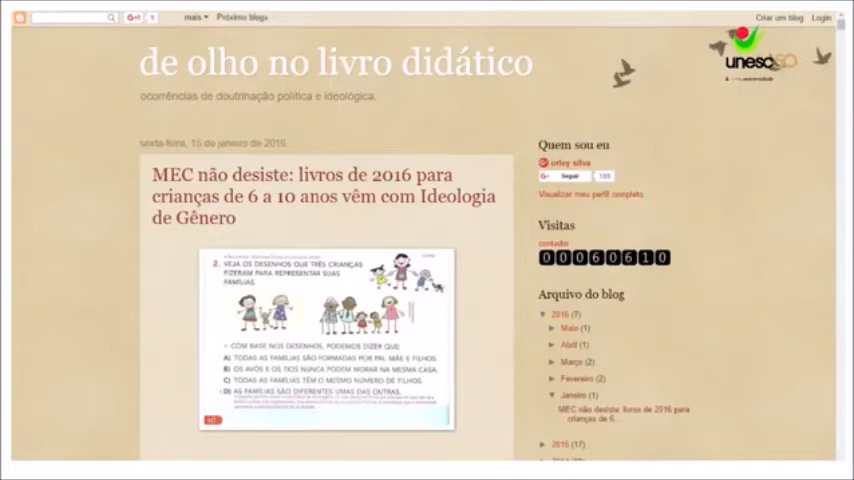 mais Próximo blog»
Criar um blog Login
de olho no livro didático
ocorrências de doutrinação política e ideológica.
unesc
sexta-feira, 15 de janeiro de 2016
MEC não desiste: livros de 2016 para
crianças de 6 a 10 anos vêm com Ideologia
de Gênero
2. VEJA OS DESENHOS QUE TRÊS CRIANÇAS
FIZERAM PARA REPRESENTAR SUAS
FAMÍLIAS.
• COM BASE NOS DESENHOS, PODEMOS DIZER QUE:
A) TODAS AS FAMÍLIAS SÃO FORMADAS POR PAI, MÃE E FILHOS.
B) OS AVÓS E OS TIOS NUNCA PODEM MORAR NA MESMA CASA.
C) TODAS AS FAMÍLIAS TÊM O MESMO NÚMERO DE FILHOS.
D) AS FAMÍLIAS SÃO DIFERENTES UMAS DAS OUTRAS.
Quem sou eu
orley silva
G+ Seguir 188
Visualizar meu perfil completo
Visitas
contador
00060610
Arquivo do blog
▼ 2016 (7)
► Maio (1)
► Abril (1)
► Março (2)
► Fevereiro (2)
▼ Janeiro (1)
MEC não desiste: livros de 2016 para
crianças de 6...
► 2015 (17)